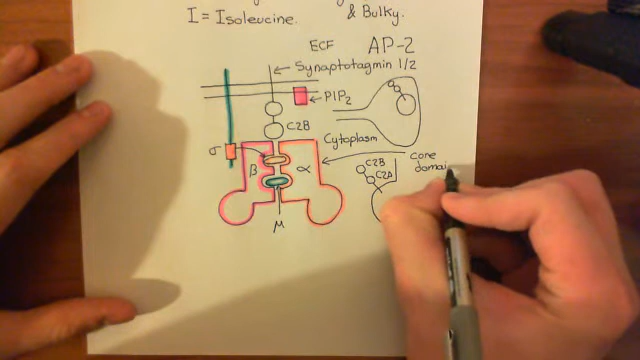 & Bulky.
I = Isoleucine.
ECF
AP-2
Synaptotagmin 1/2
PIP2
C2B
Cytoplasm
σ
β
α
core
domai
C2B
C2A
M